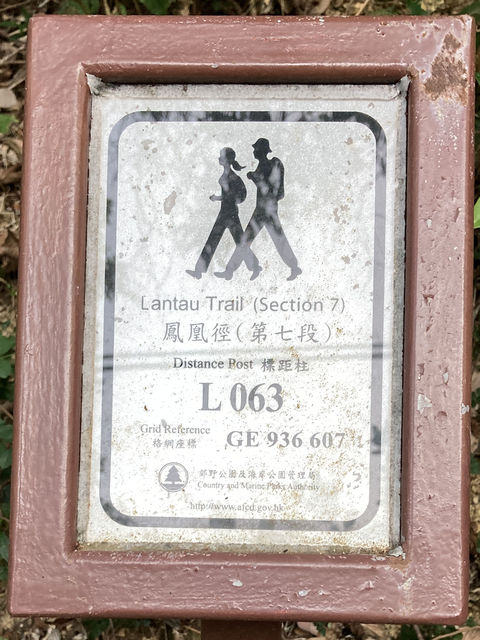 Lantau Trail (Section 7)
鳳凰徑(第七段)
Distance Post 標距柱
L 063
Grid Reference
格網座標
GE 936 607
郊野公園及海岸公園管理局
Country and Marine Parks Authority
http://www.afcd.gov.hk